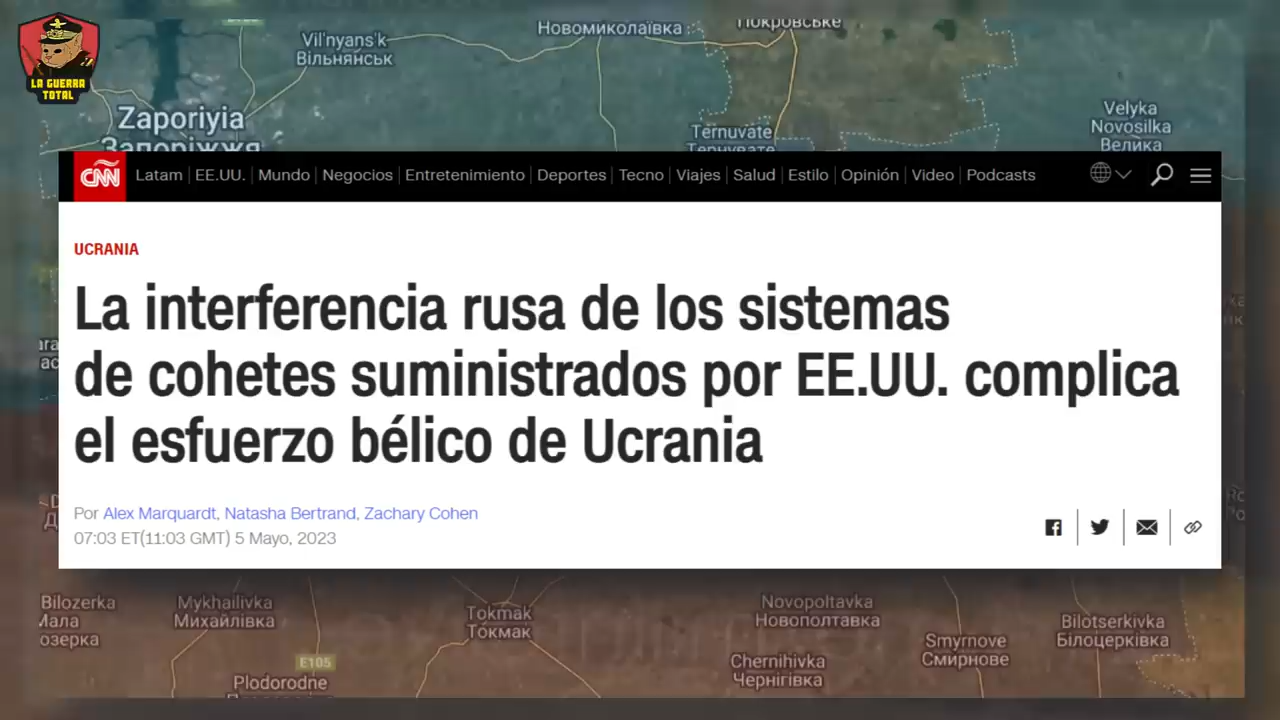 LA GUERRA
TOTAL
Vil'nyans'k
Вільнянськ
Новомиколаївка
Покровське
Zaporiyia
Запоріжжя
Ternuvate
Тернувате
Velyka
Novosilka
Велика
CNN
Latam | EE.UU. | Mundo | Negocios | Entretenimiento | Deportes | Tecno | Viajes | Salud | Estilo | Opinión | Video | Podcasts
UCRANIA
La interferencia rusa de los sistemas
de cohetes suministrados por EE.UU. complica
el esfuerzo bélico de Ucrania
Por Alex Marquardt, Natasha Bertrand, Zachary Cohen
07:03 ET(11:03 GMT) 5 Mayo, 2023
Bilozerka
Мала
озерка
Mykhailivka
Михайлівка
Tokmak
Токмак
Novopoltavka
Новополтавка
Smyrnove
Смирнове
Bilotserkivka
Білоцерківка
E105
Plodorodne
Chernihivka
Чернігівка